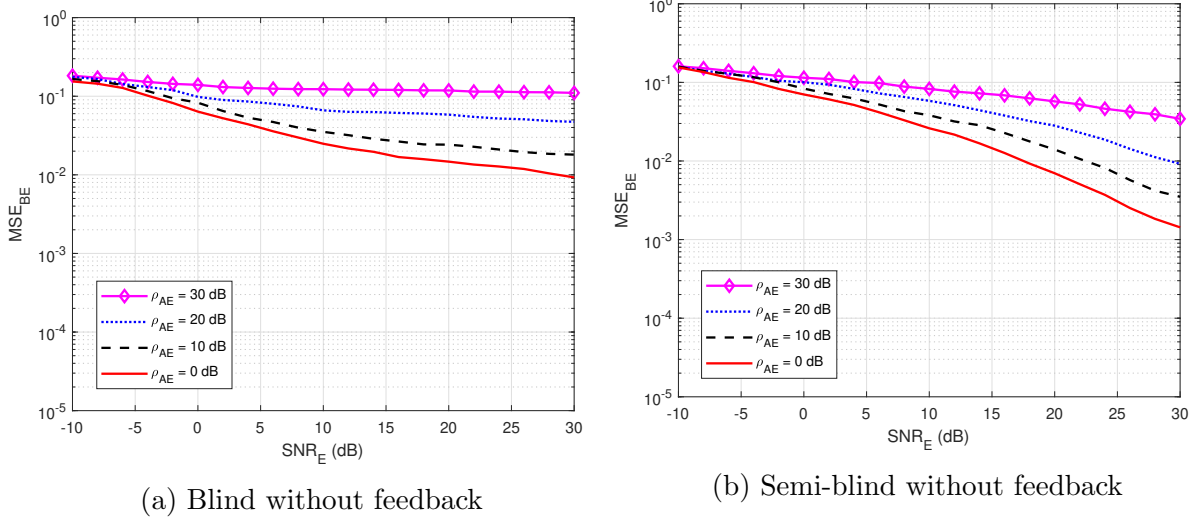 10^0
10^-1
10^-2
10^-3
10^-4
10^-5
MSE_BE
-10 -5 0 5 10 15 20 25 30
SNR_E (dB)
ρ_AE = 30 dB
ρ_AE = 20 dB
ρ_AE = 10 dB
ρ_AE = 0 dB
(a) Blind without feedback
10^0
10^-1
10^-2
10^-3
10^-4
10^-5
MSE_BE
-10 -5 0 5 10 15 20 25 30
SNR_E (dB)
ρ_AE = 30 dB
ρ_AE = 20 dB
ρ_AE = 10 dB
ρ_AE = 0 dB
(b) Semi-blind without feedback